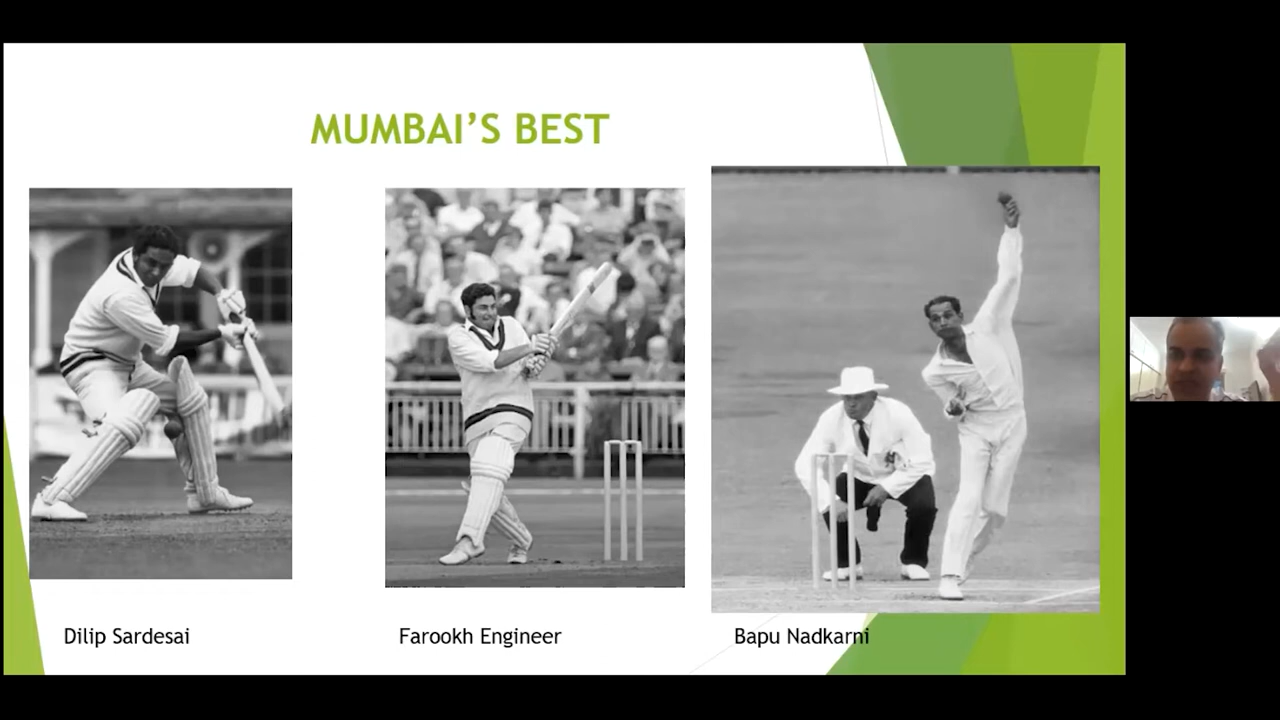 MUMBAI'S BEST
Dilip Sardesai
Farookh Engineer
Bapu Nadkarni